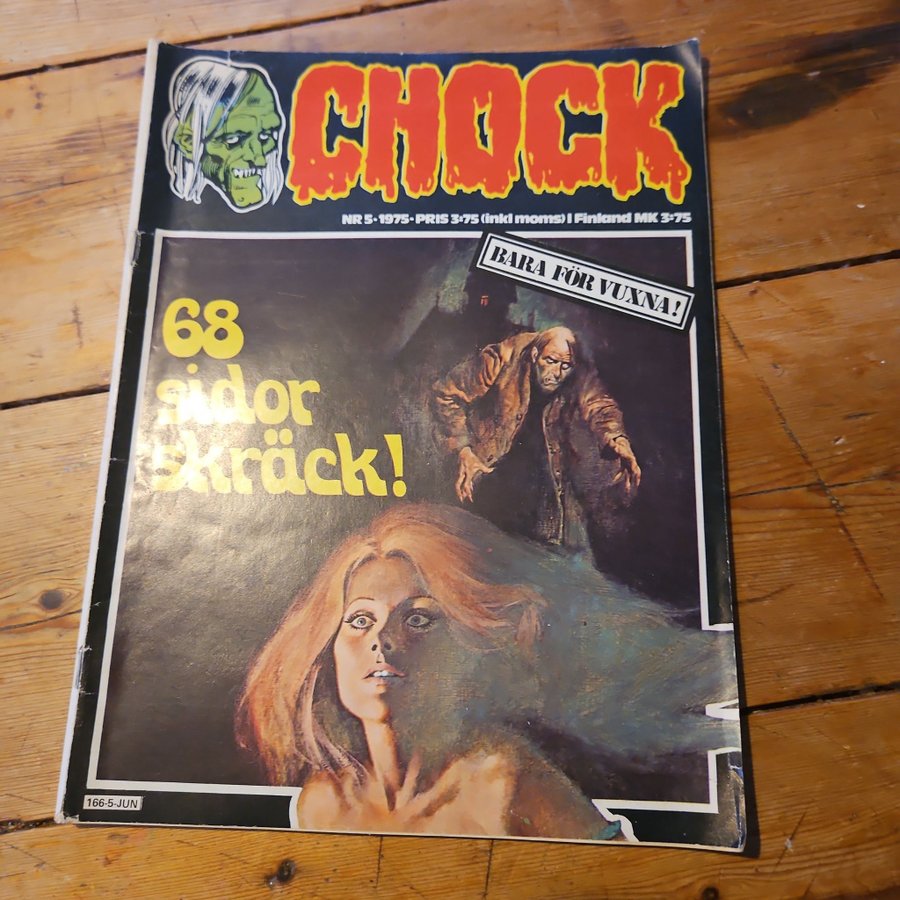 CHOCK
NR 5 · 1975 · PRIS 3:75 (inkl moms) I Finland MK 3:75
BARA FÖR VUXNA!
68
sidor
skräck!
166-5-JUN